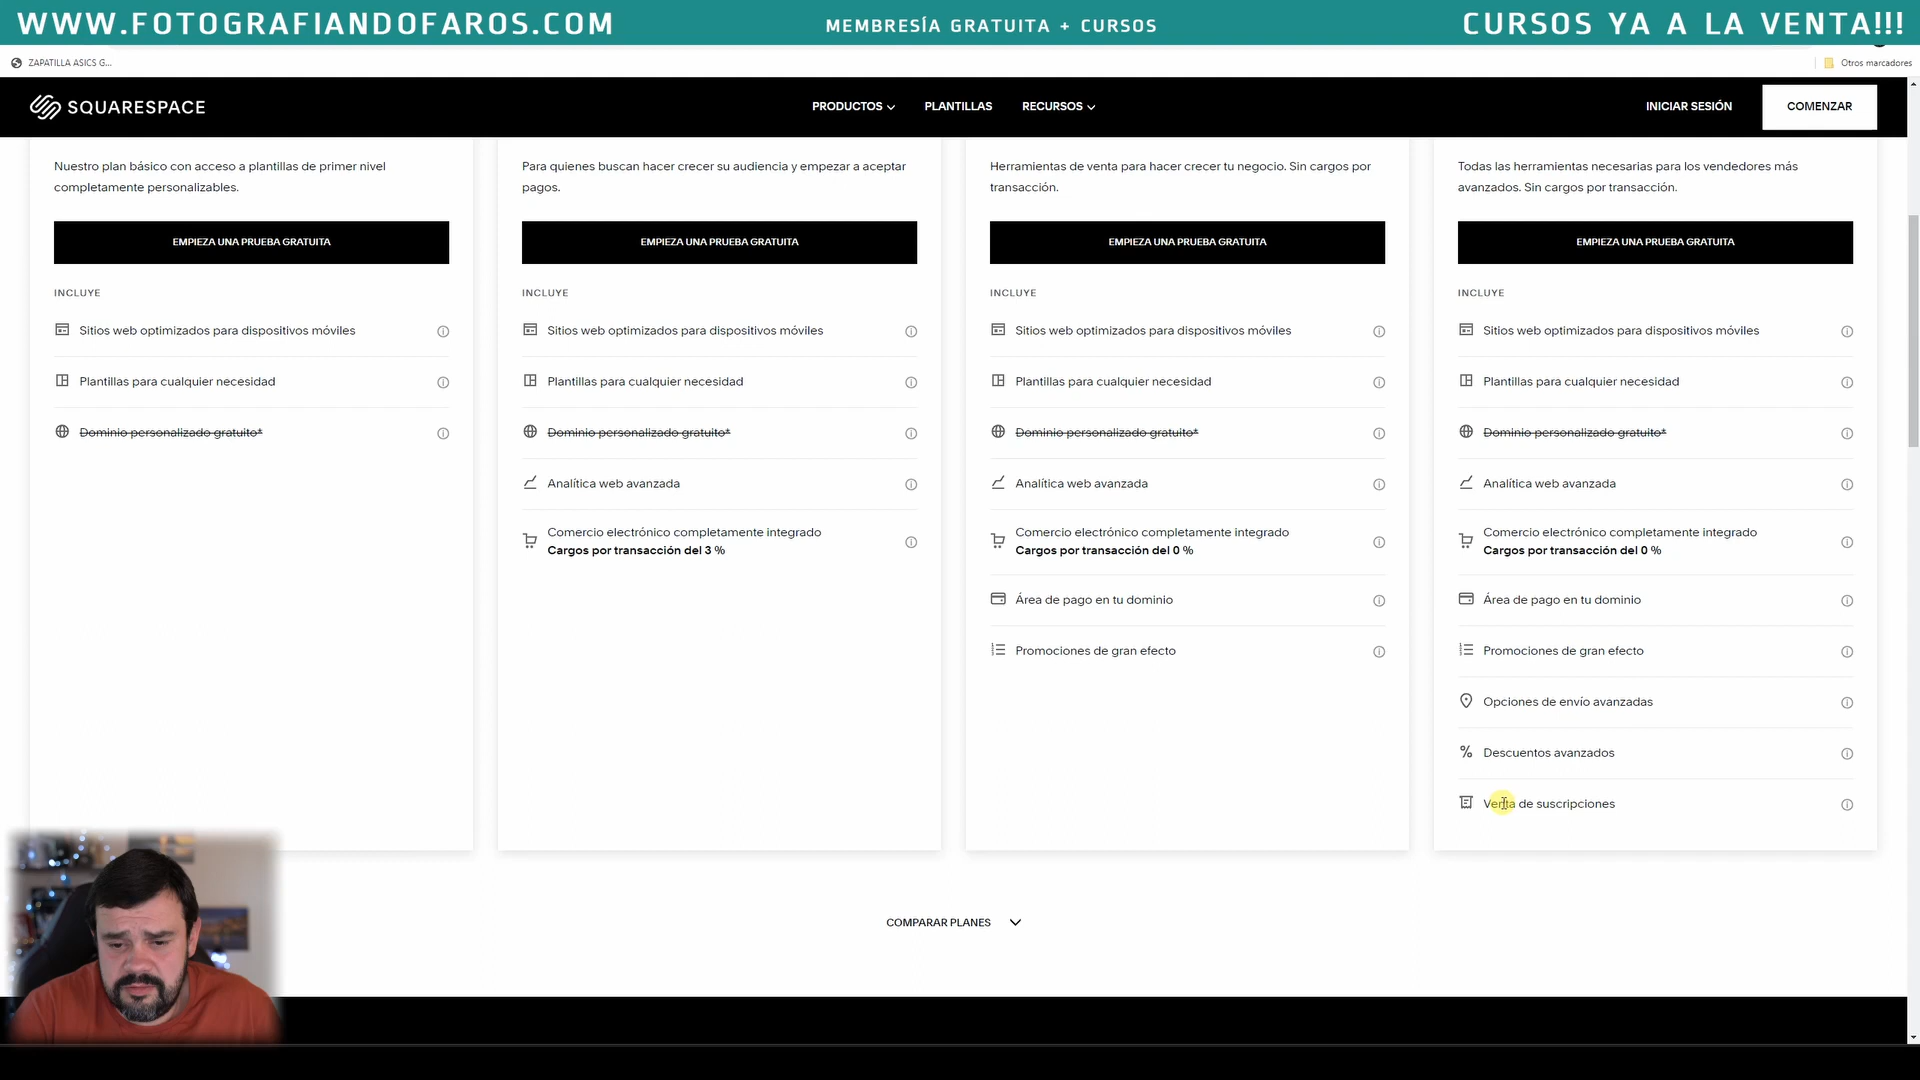 WWW.FOTOGRAFIANDOFAROS.COM
MEMBRESÍA GRATUITA + CURSOS
CURSOS YA A LA VENTA!!!
ZAPATILLA ASICS G...
Otros marcadores
SQUARESPACE
PRODUCTOS
PLANTILLAS
RECURSOS
INICIAR SESIÓN
COMENZAR
Nuestro plan básico con acceso a plantillas de primer nivel
completamente personalizables.
EMPIEZA UNA PRUEBA GRATUITA
INCLUYE
Sitios web optimizados para dispositivos móviles
Plantillas para cualquier necesidad
Dominio personalizado gratuito*
Para quienes buscan hacer crecer su audiencia y empezar a aceptar
pagos.
EMPIEZA UNA PRUEBA GRATUITA
INCLUYE
Sitios web optimizados para dispositivos móviles
Plantillas para cualquier necesidad
Dominio personalizado gratuito*
Analítica web avanzada
Comercio electrónico completamente integrado
Cargos por transacción del 3 %
Herramientas de venta para hacer crecer tu negocio. Sin cargos por
transacción.
EMPIEZA UNA PRUEBA GRATUITA
INCLUYE
Sitios web optimizados para dispositivos móviles
Plantillas para cualquier necesidad
Dominio personalizado gratuito*
Analítica web avanzada
Comercio electrónico completamente integrado
Cargos por transacción del 0 %
Área de pago en tu dominio
Promociones de gran efecto
Todas las herramientas necesarias para los vendedores más
avanzados. Sin cargos por transacción.
EMPIEZA UNA PRUEBA GRATUITA
INCLUYE
Sitios web optimizados para dispositivos móviles
Plantillas para cualquier necesidad
Dominio personalizado gratuito*
Analítica web avanzada
Comercio electrónico completamente integrado
Cargos por transacción del 0 %
Área de pago en tu dominio
Promociones de gran efecto
Opciones de envío avanzadas
Descuentos avanzados
Venta de suscripciones
COMPARAR PLANES